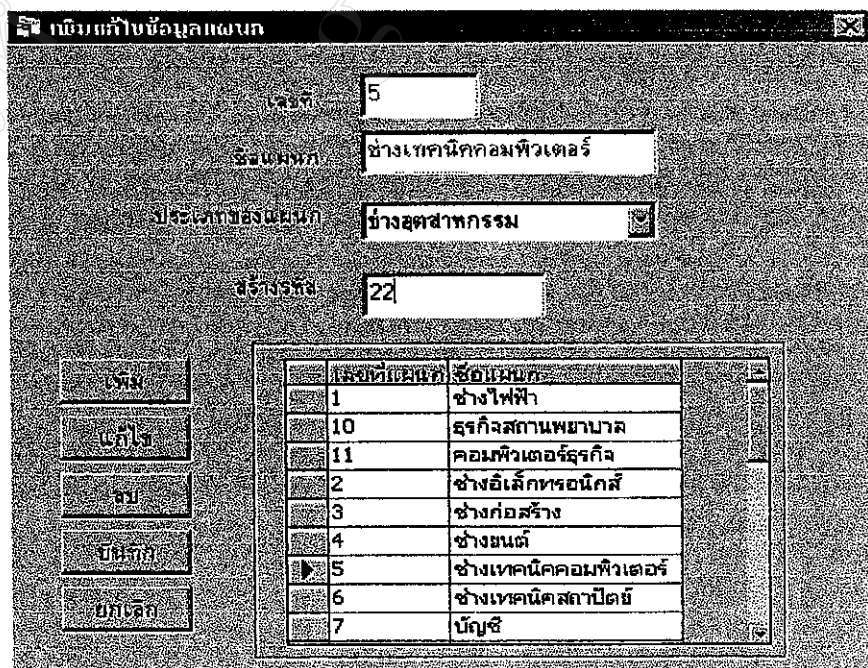 เพิ่มแก้ไขข้อมูลแผนก
เลขที่ 5
ชื่อแผนก ช่างเทคนิคคอมพิวเตอร์
ประเภทของแผนก ช่างอุตสาหกรรม
สร้างรหัส 22
เพิ่ม
แก้ไข
ลบ
บันทึก
ยกเลิก
เลขที่แผนก ชื่อแผนก
1 ช่างไฟฟ้า
10 ธุรกิจสถานพยาบาล
11 คอมพิวเตอร์ธุรกิจ
2 ช่างอิเล็กทรอนิกส์
3 ช่างก่อสร้าง
4 ช่างยนต์
5 ช่างเทคนิคคอมพิวเตอร์
6 ช่างเทคนิคสถาปัตย์
7 บัญชี